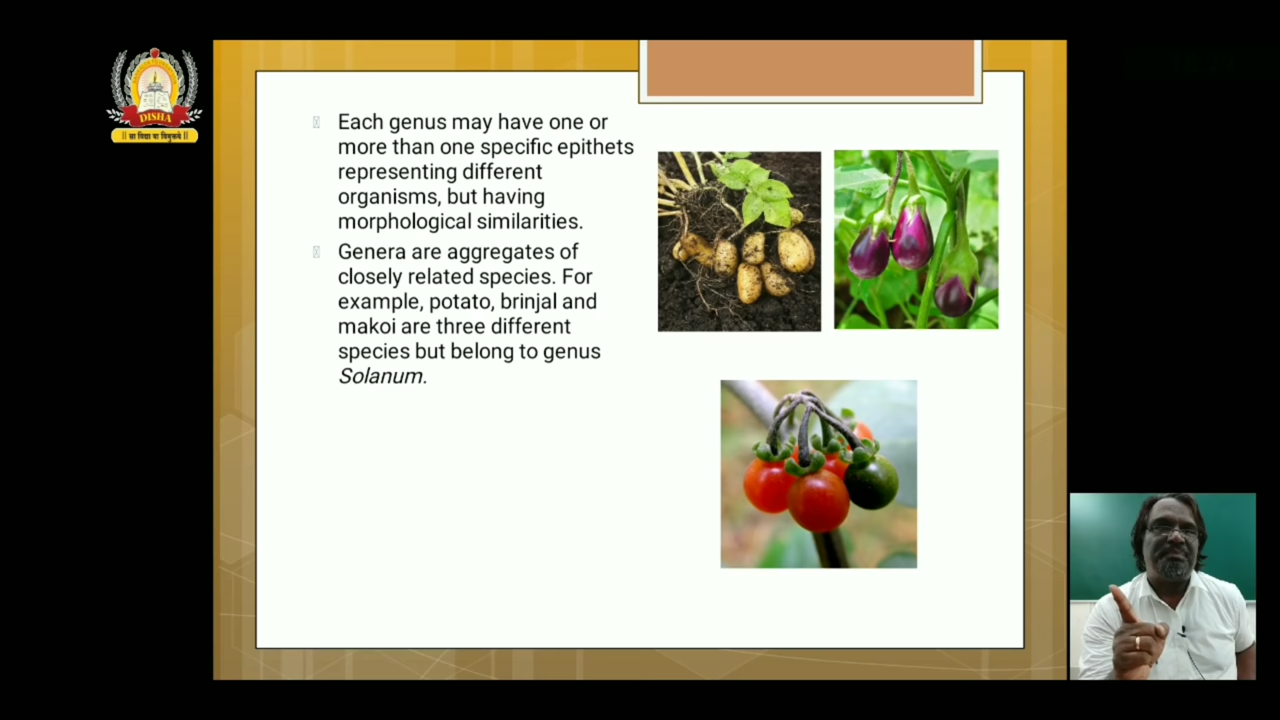 DISHA
|| सा विद्या या विमुक्तये ||
Each genus may have one or
more than one specific epithets
representing different
organisms, but having
morphological similarities.
Genera are aggregates of
closely related species. For
example, potato, brinjal and
makoi are three different
species but belong to genus
Solanum.